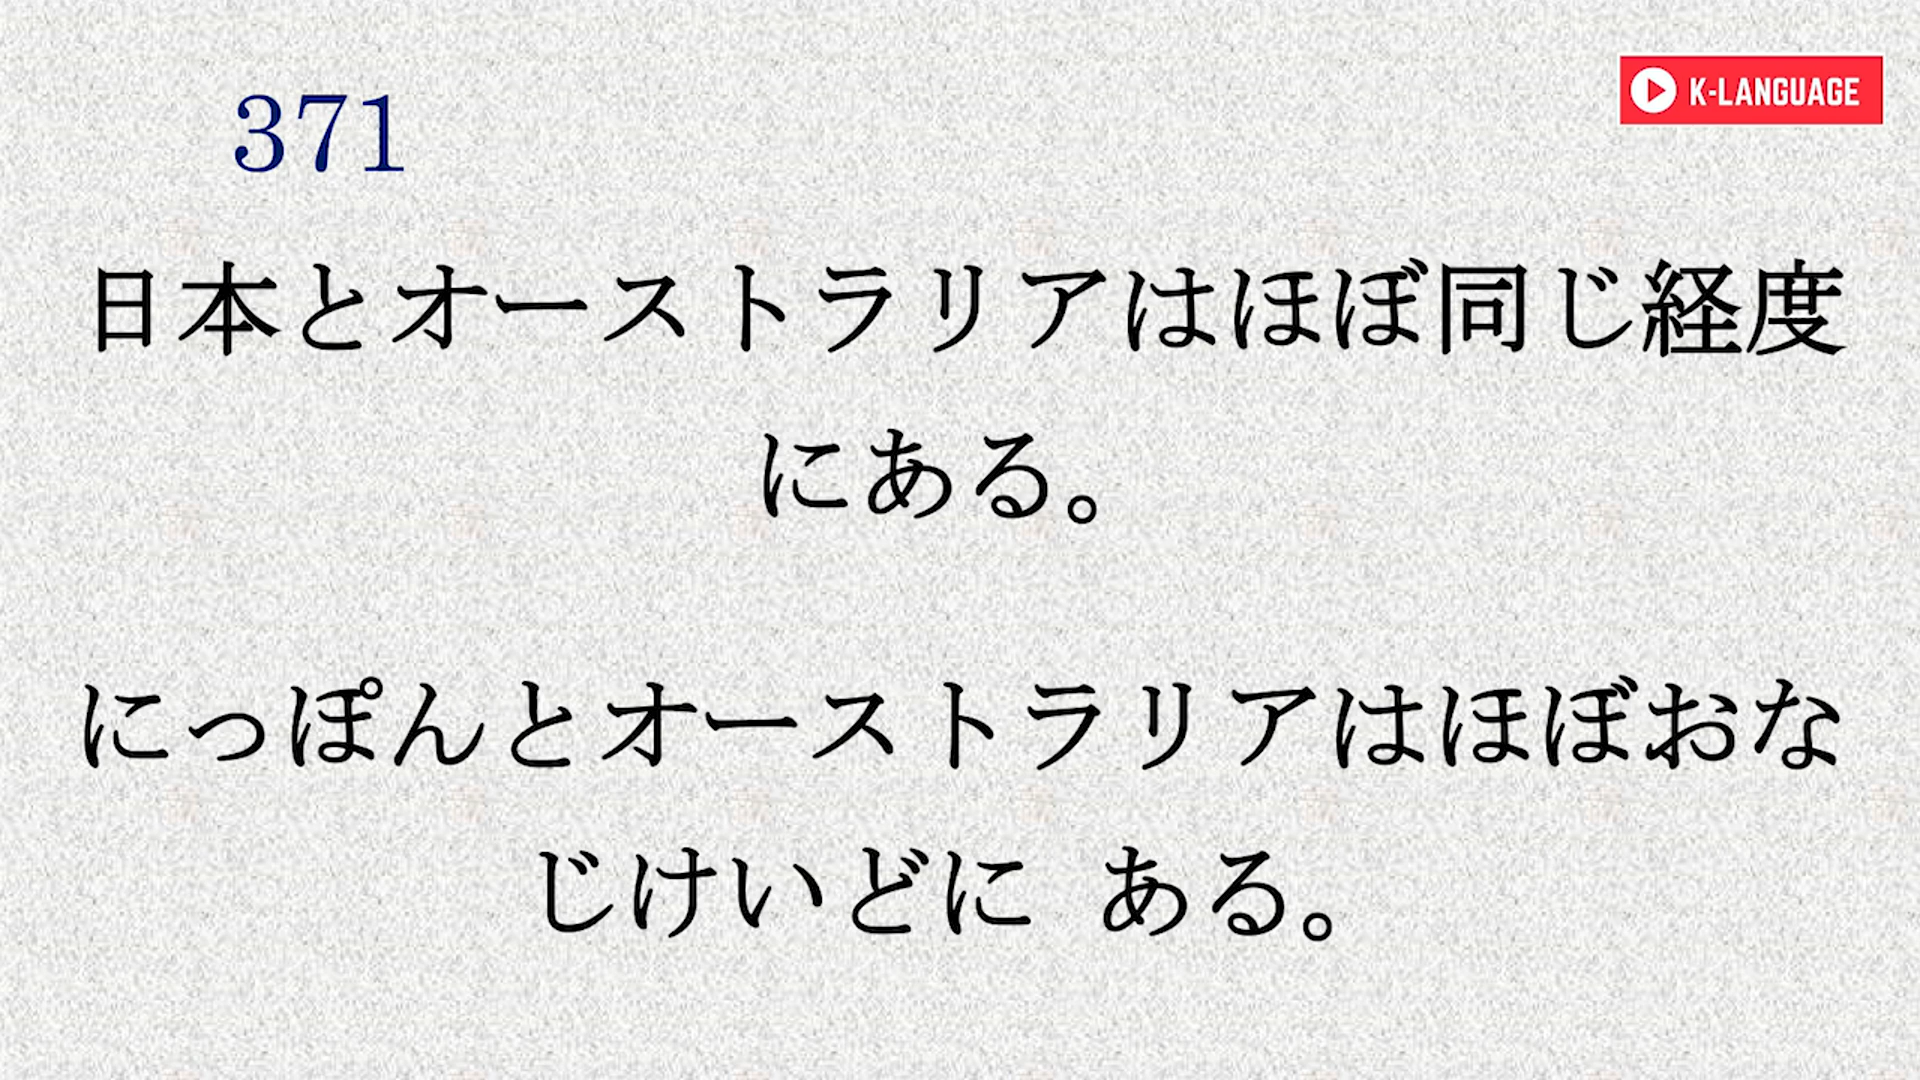 371
K-LANGUAGE
日本とオーストラリアはほぼ同じ経度
にある。
にっぽんとオーストラリアはほぼおな
じけいどに ある。